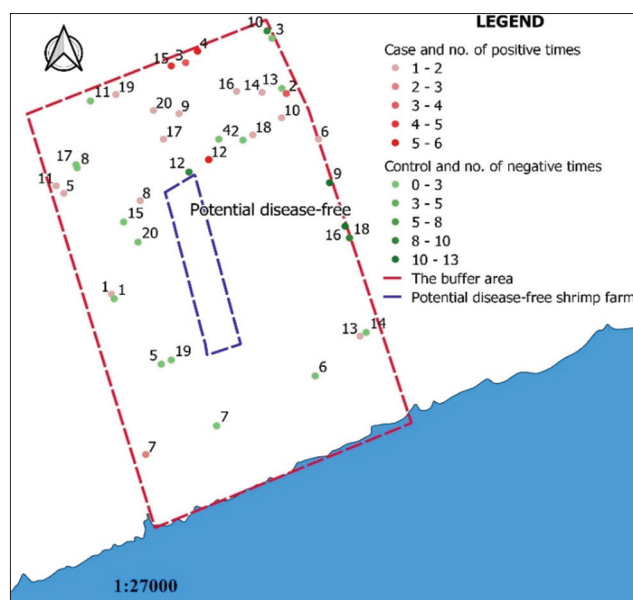 LEGEND
Case and no. of positive times
1 - 2
2 - 3
3 - 4
4 - 5
5 - 6
Control and no. of negative times
0 - 3
3 - 5
5 - 8
8 - 10
10 - 13
The buffer area
Potential disease-free shrimp farm
10
3
4
3
15
11
19
16
14
13
2
20
9
10
17
42
18
6
17
8
12
12
11
5
9
8
Potential disease-free
15
18
16
20
1
1
13
14
5
19
6
7
7
1:27000